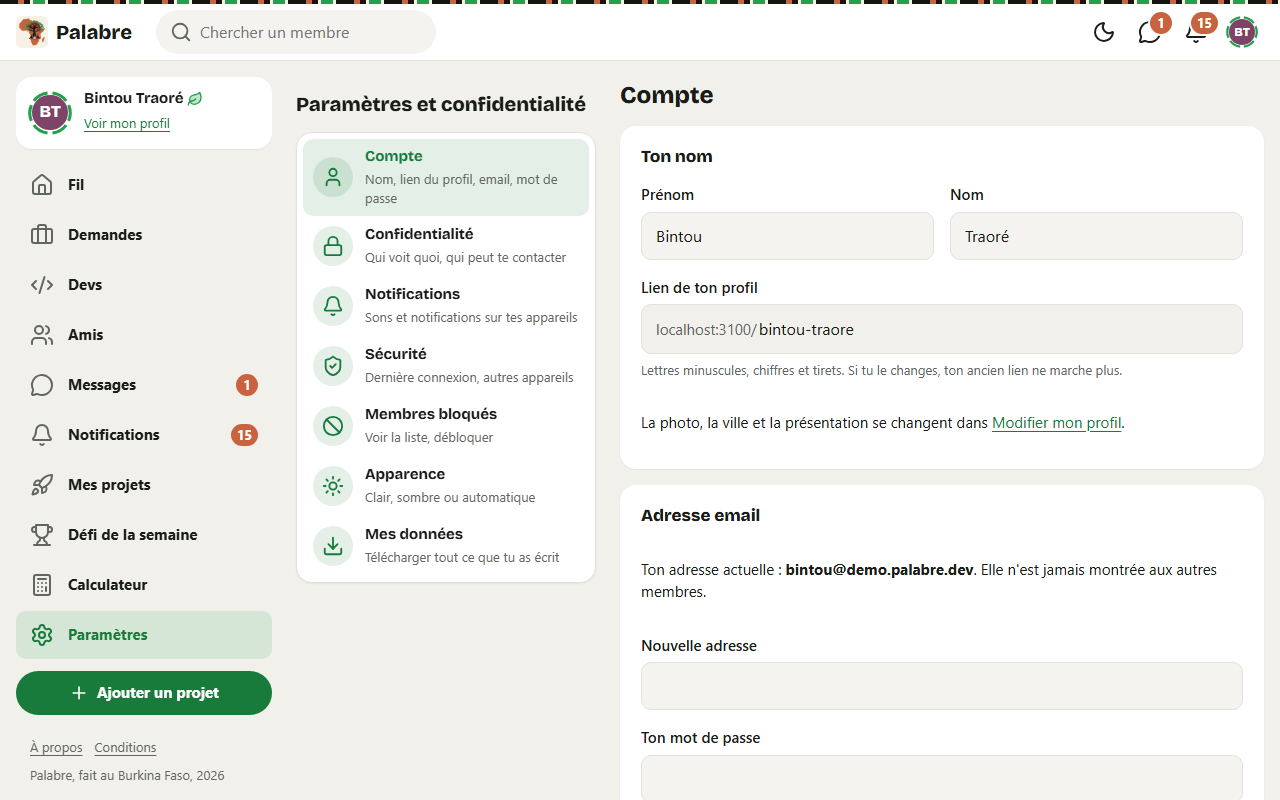 Palabre
Chercher un membre
1
15
BT
BT
Bintou Traoré
Voir mon profil
Fil
Demandes
Devs
Amis
Messages
1
Notifications
15
Mes projets
Défi de la semaine
Calculateur
Paramètres
Ajouter un projet
À propos Conditions
Palabre, fait au Burkina Faso, 2026
Paramètres et confidentialité
Compte
Nom, lien du profil, email, mot de
passe
Confidentialité
Qui voit quoi, qui peut te contacter
Notifications
Sons et notifications sur tes appareils
Sécurité
Dernière connexion, autres appareils
Membres bloqués
Voir la liste, débloquer
Apparence
Clair, sombre ou automatique
Mes données
Télécharger tout ce que tu as écrit
Compte
Ton nom
Prénom
Nom
Bintou
Traoré
Lien de ton profil
localhost:3100/bintou-traore
Lettres minuscules, chiffres et tirets. Si tu le changes, ton ancien lien ne marche plus.
La photo, la ville et la présentation se changent dans Modifier mon profil.
Adresse email
Ton adresse actuelle : bintou@demo.palabre.dev. Elle n'est jamais montrée aux autres
membres.
Nouvelle adresse
Ton mot de passe